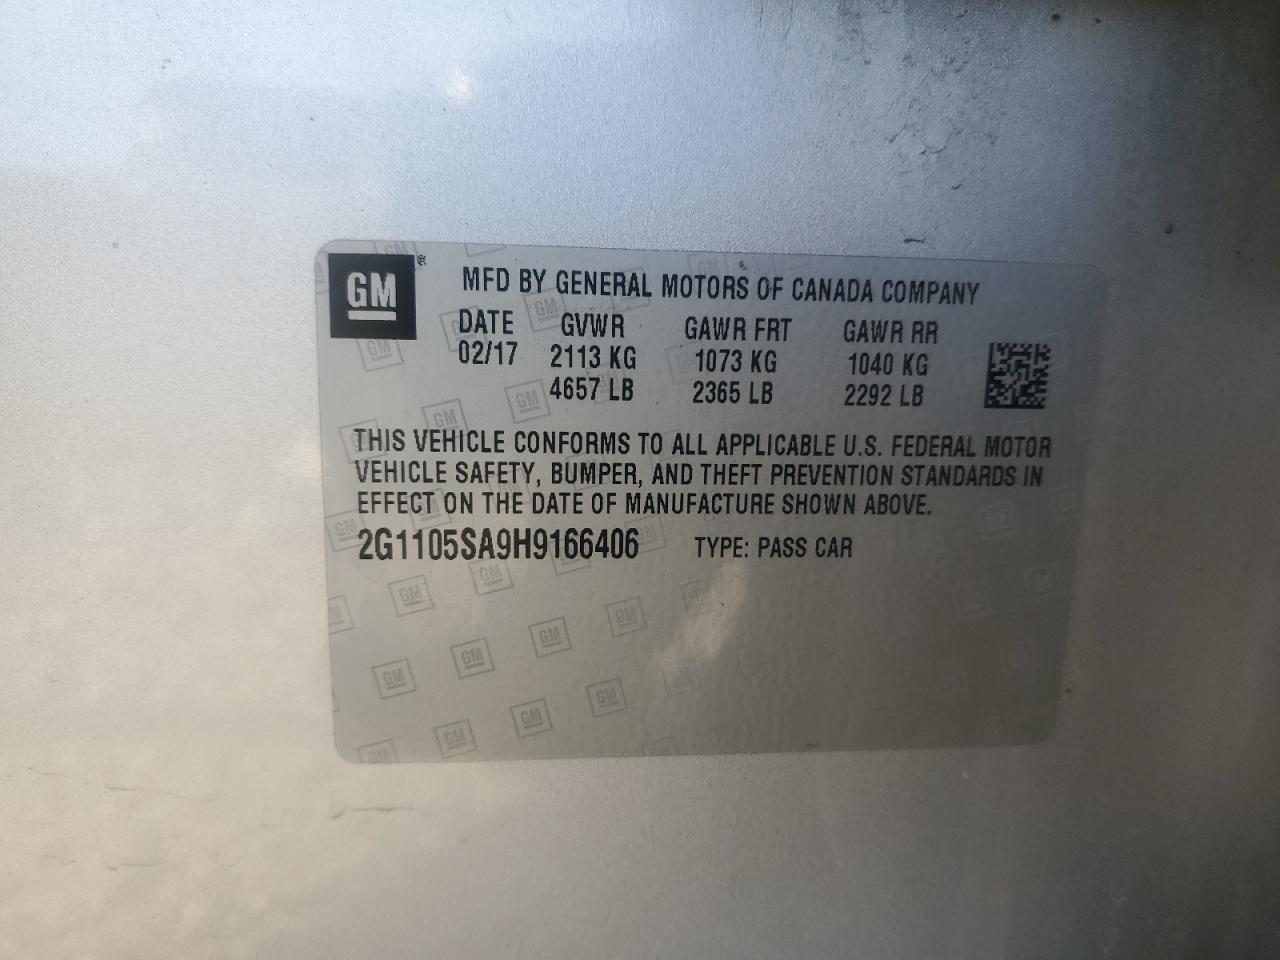 GM ® MFD BY GENERAL MOTORS OF CANADA COMPANY
DATE GVWR GAWR FRT GAWR RR
02/17 2113 KG 1073 KG 1040 KG
4657 LB 2365 LB 2292 LB
THIS VEHICLE CONFORMS TO ALL APPLICABLE U.S. FEDERAL MOTOR
VEHICLE SAFETY, BUMPER, AND THEFT PREVENTION STANDARDS IN
EFFECT ON THE DATE OF MANUFACTURE SHOWN ABOVE.
2G1105SA9H9166406 TYPE: PASS CAR